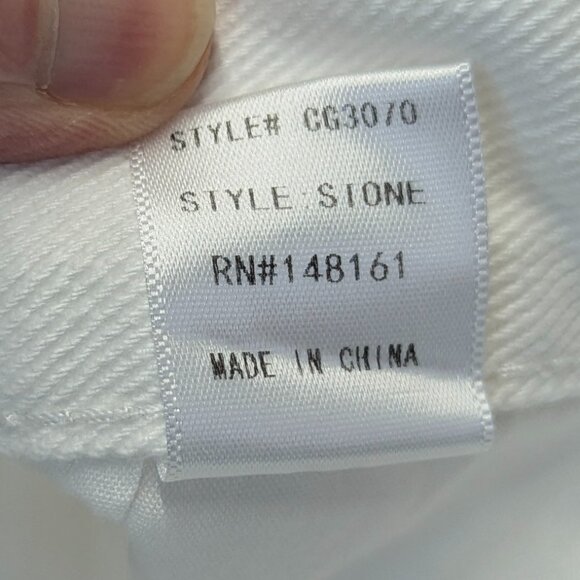 STYLE# CG3070
STYLE:STONE
RN#148161
MADE IN CHINA